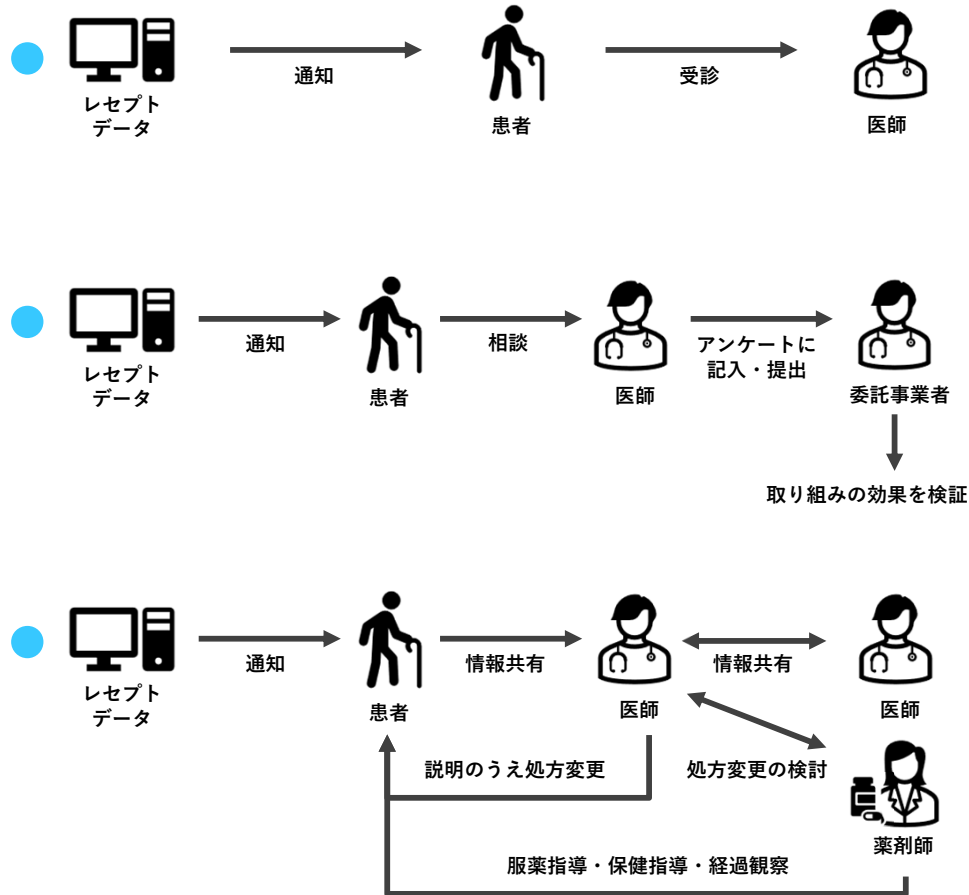 通知
受診
レセプト
データ
患者
医師
通知
相談
アンケートに
記入・提出
レセプト
データ
患者
医師
委託事業者
取り組みの効果を検証
通知
情報共有
情報共有
レセプト
データ
患者
医師
医師
説明のうえ処方変更
処方変更の検討
薬剤師
服薬指導・保健指導・経過観察